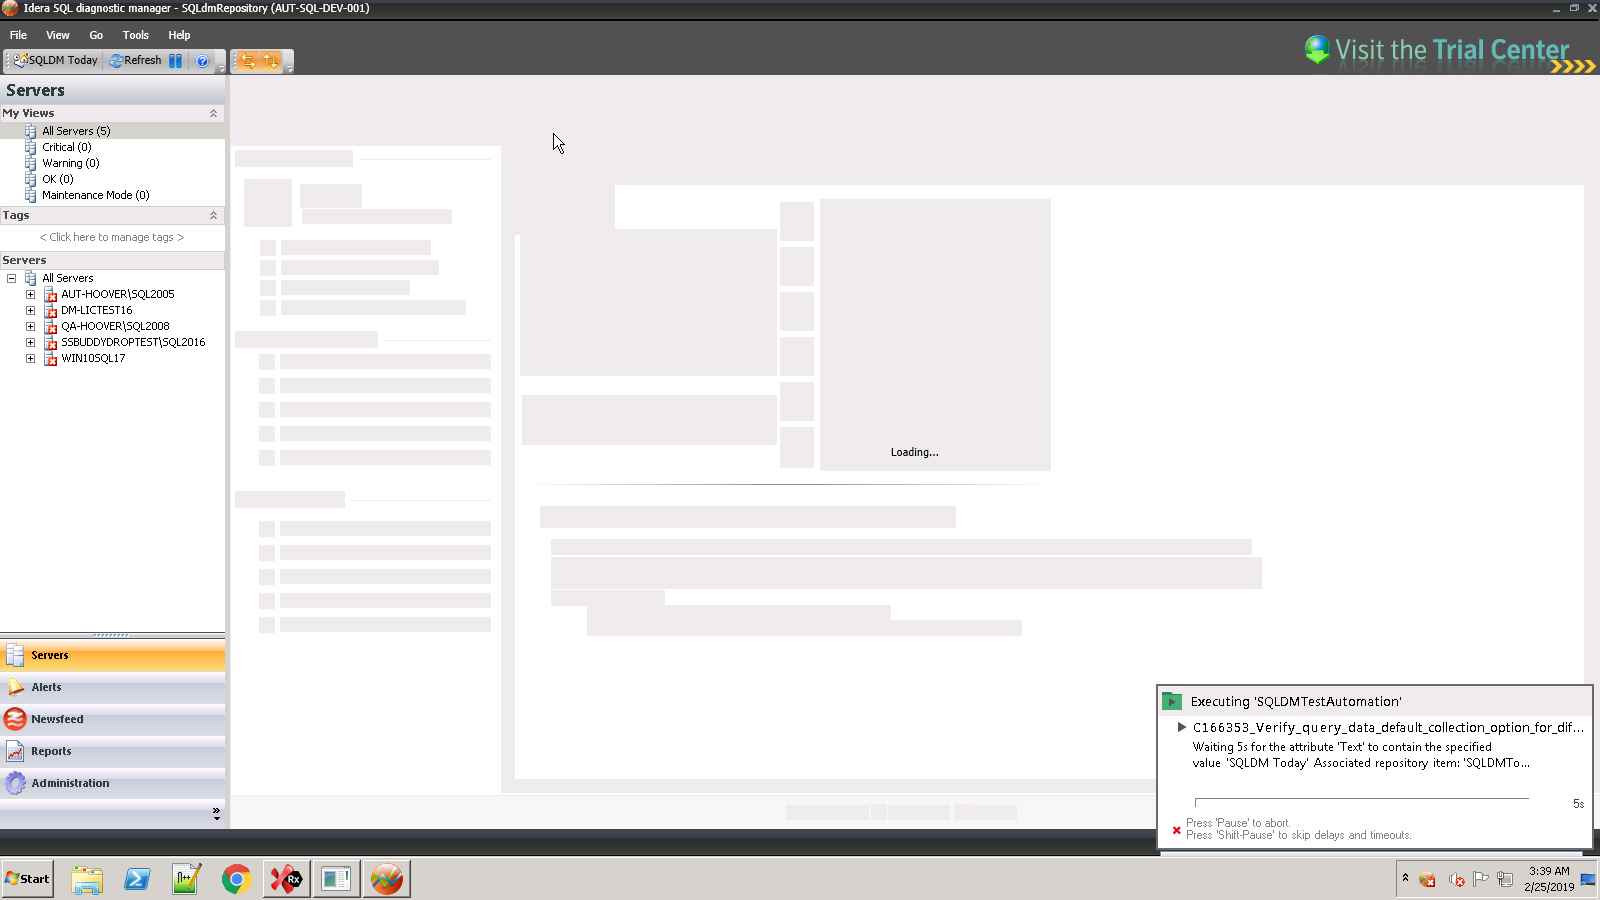 Idera SQL diagnostic manager - SQLdmRepository (AUT-SQL-DEV-001)
File View Go Tools Help
SQLDM Today Refresh
Visit the Trial Center
Servers
My Views
All Servers (5)
Critical (0)
Warning (0)
OK (0)
Maintenance Mode (0)
Tags
< Click here to manage tags >
Servers
All Servers
AUT-HOOVER\SQL2005
DM-LICTEST16
QA-HOOVER\SQL2008
SSBUDDYDROPTEST\SQL2016
WIN10SQL17
Loading...
Servers
Alerts
Newsfeed
Reports
Administration
Executing 'SQLDMTestAutomation'
C166353_Verify_query_data_default_collection_option_for_dif...
Waiting 5s for the attribute 'Text' to contain the specified
value 'SQLDM Today' Associated repository item: 'SQLDMTo...
5s
Press 'Pause' to abort.
Press 'Shift-Pause' to skip delays and timeouts.
Start
Rx
3:39 AM
2/25/2019